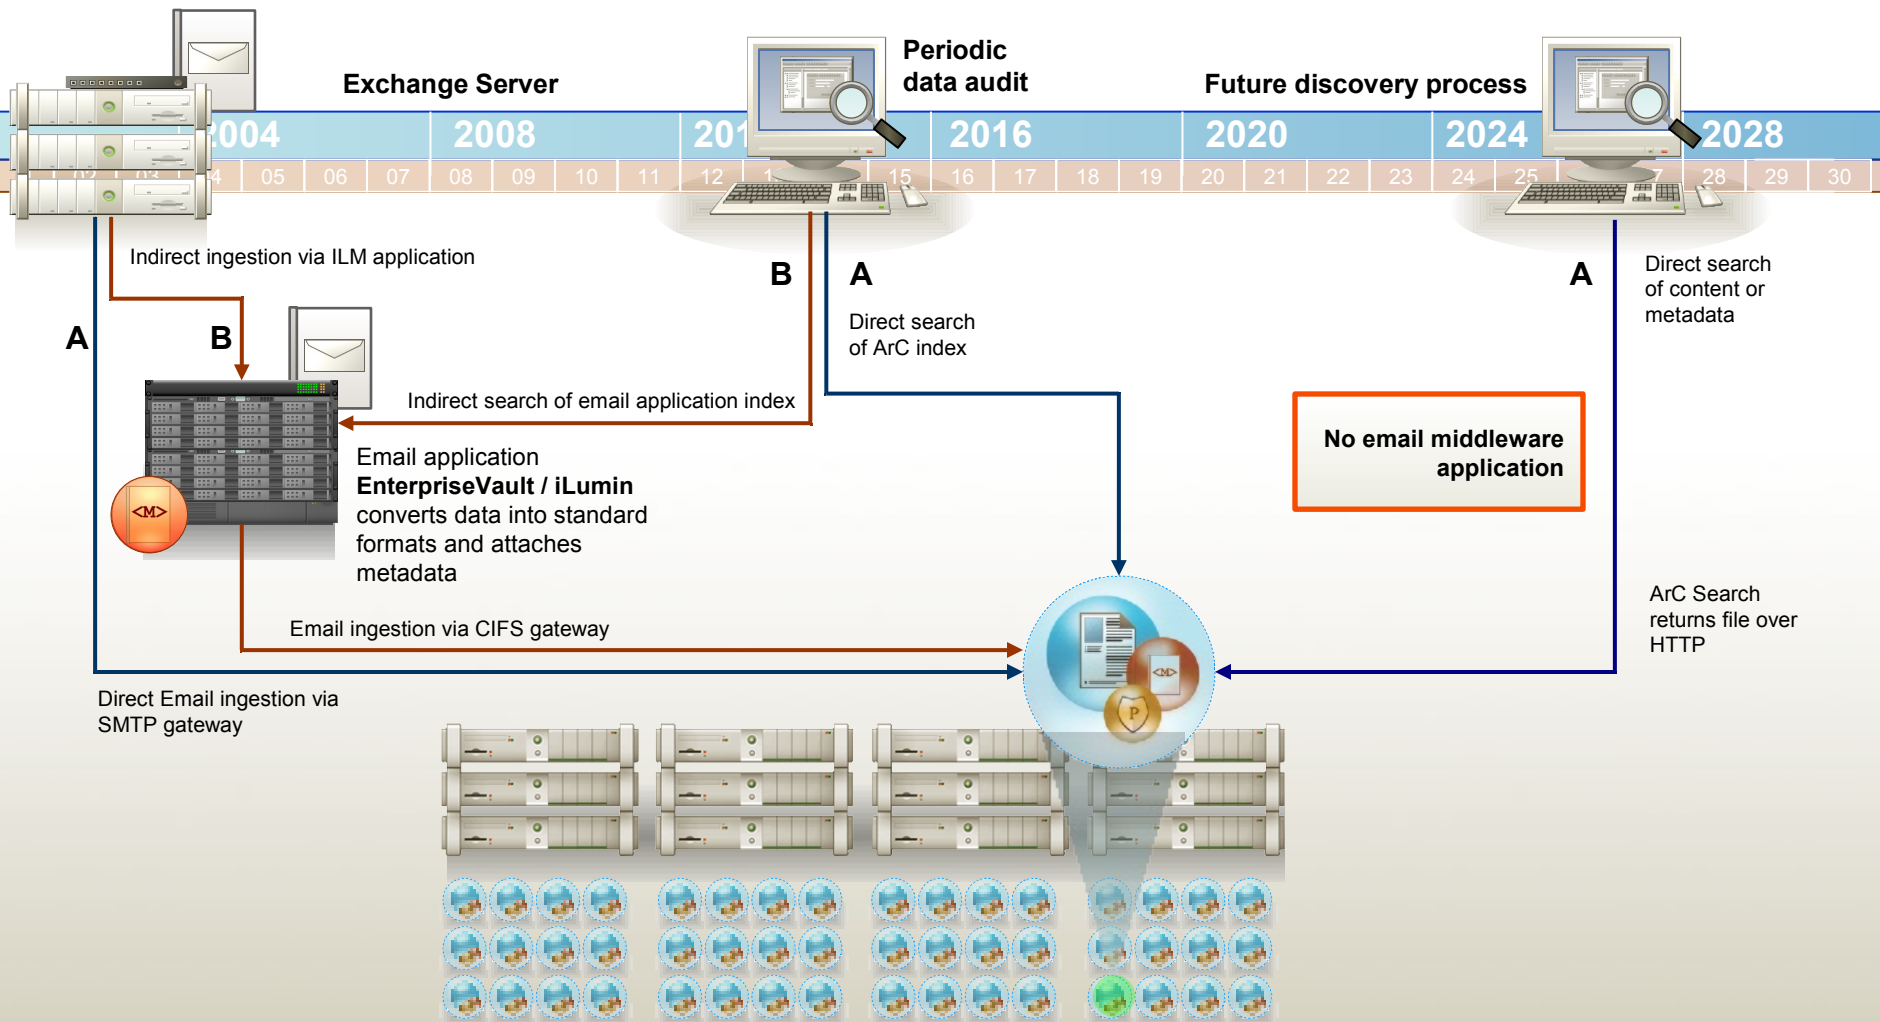 Exchange Server
Periodic
data audit
Future discovery process
2008
2016
2020
2024
2028
05
06
07
08
09
10
11
12
15
16
17
18
19
20
21
22
23
24
25
28
29
30
Indirect ingestion via ILM application
A
B
B
A
A
Direct search
of ArC index
Direct search
of content or
metadata
Indirect search of email application index
No email middleware
application
Email application
EnterpriseVault / iLumin
converts data into standard
formats and attaches
metadata
<M>
Email ingestion via CIFS gateway
ArC Search
returns file over
HTTP
Direct Email ingestion via
SMTP gateway
<M>
P